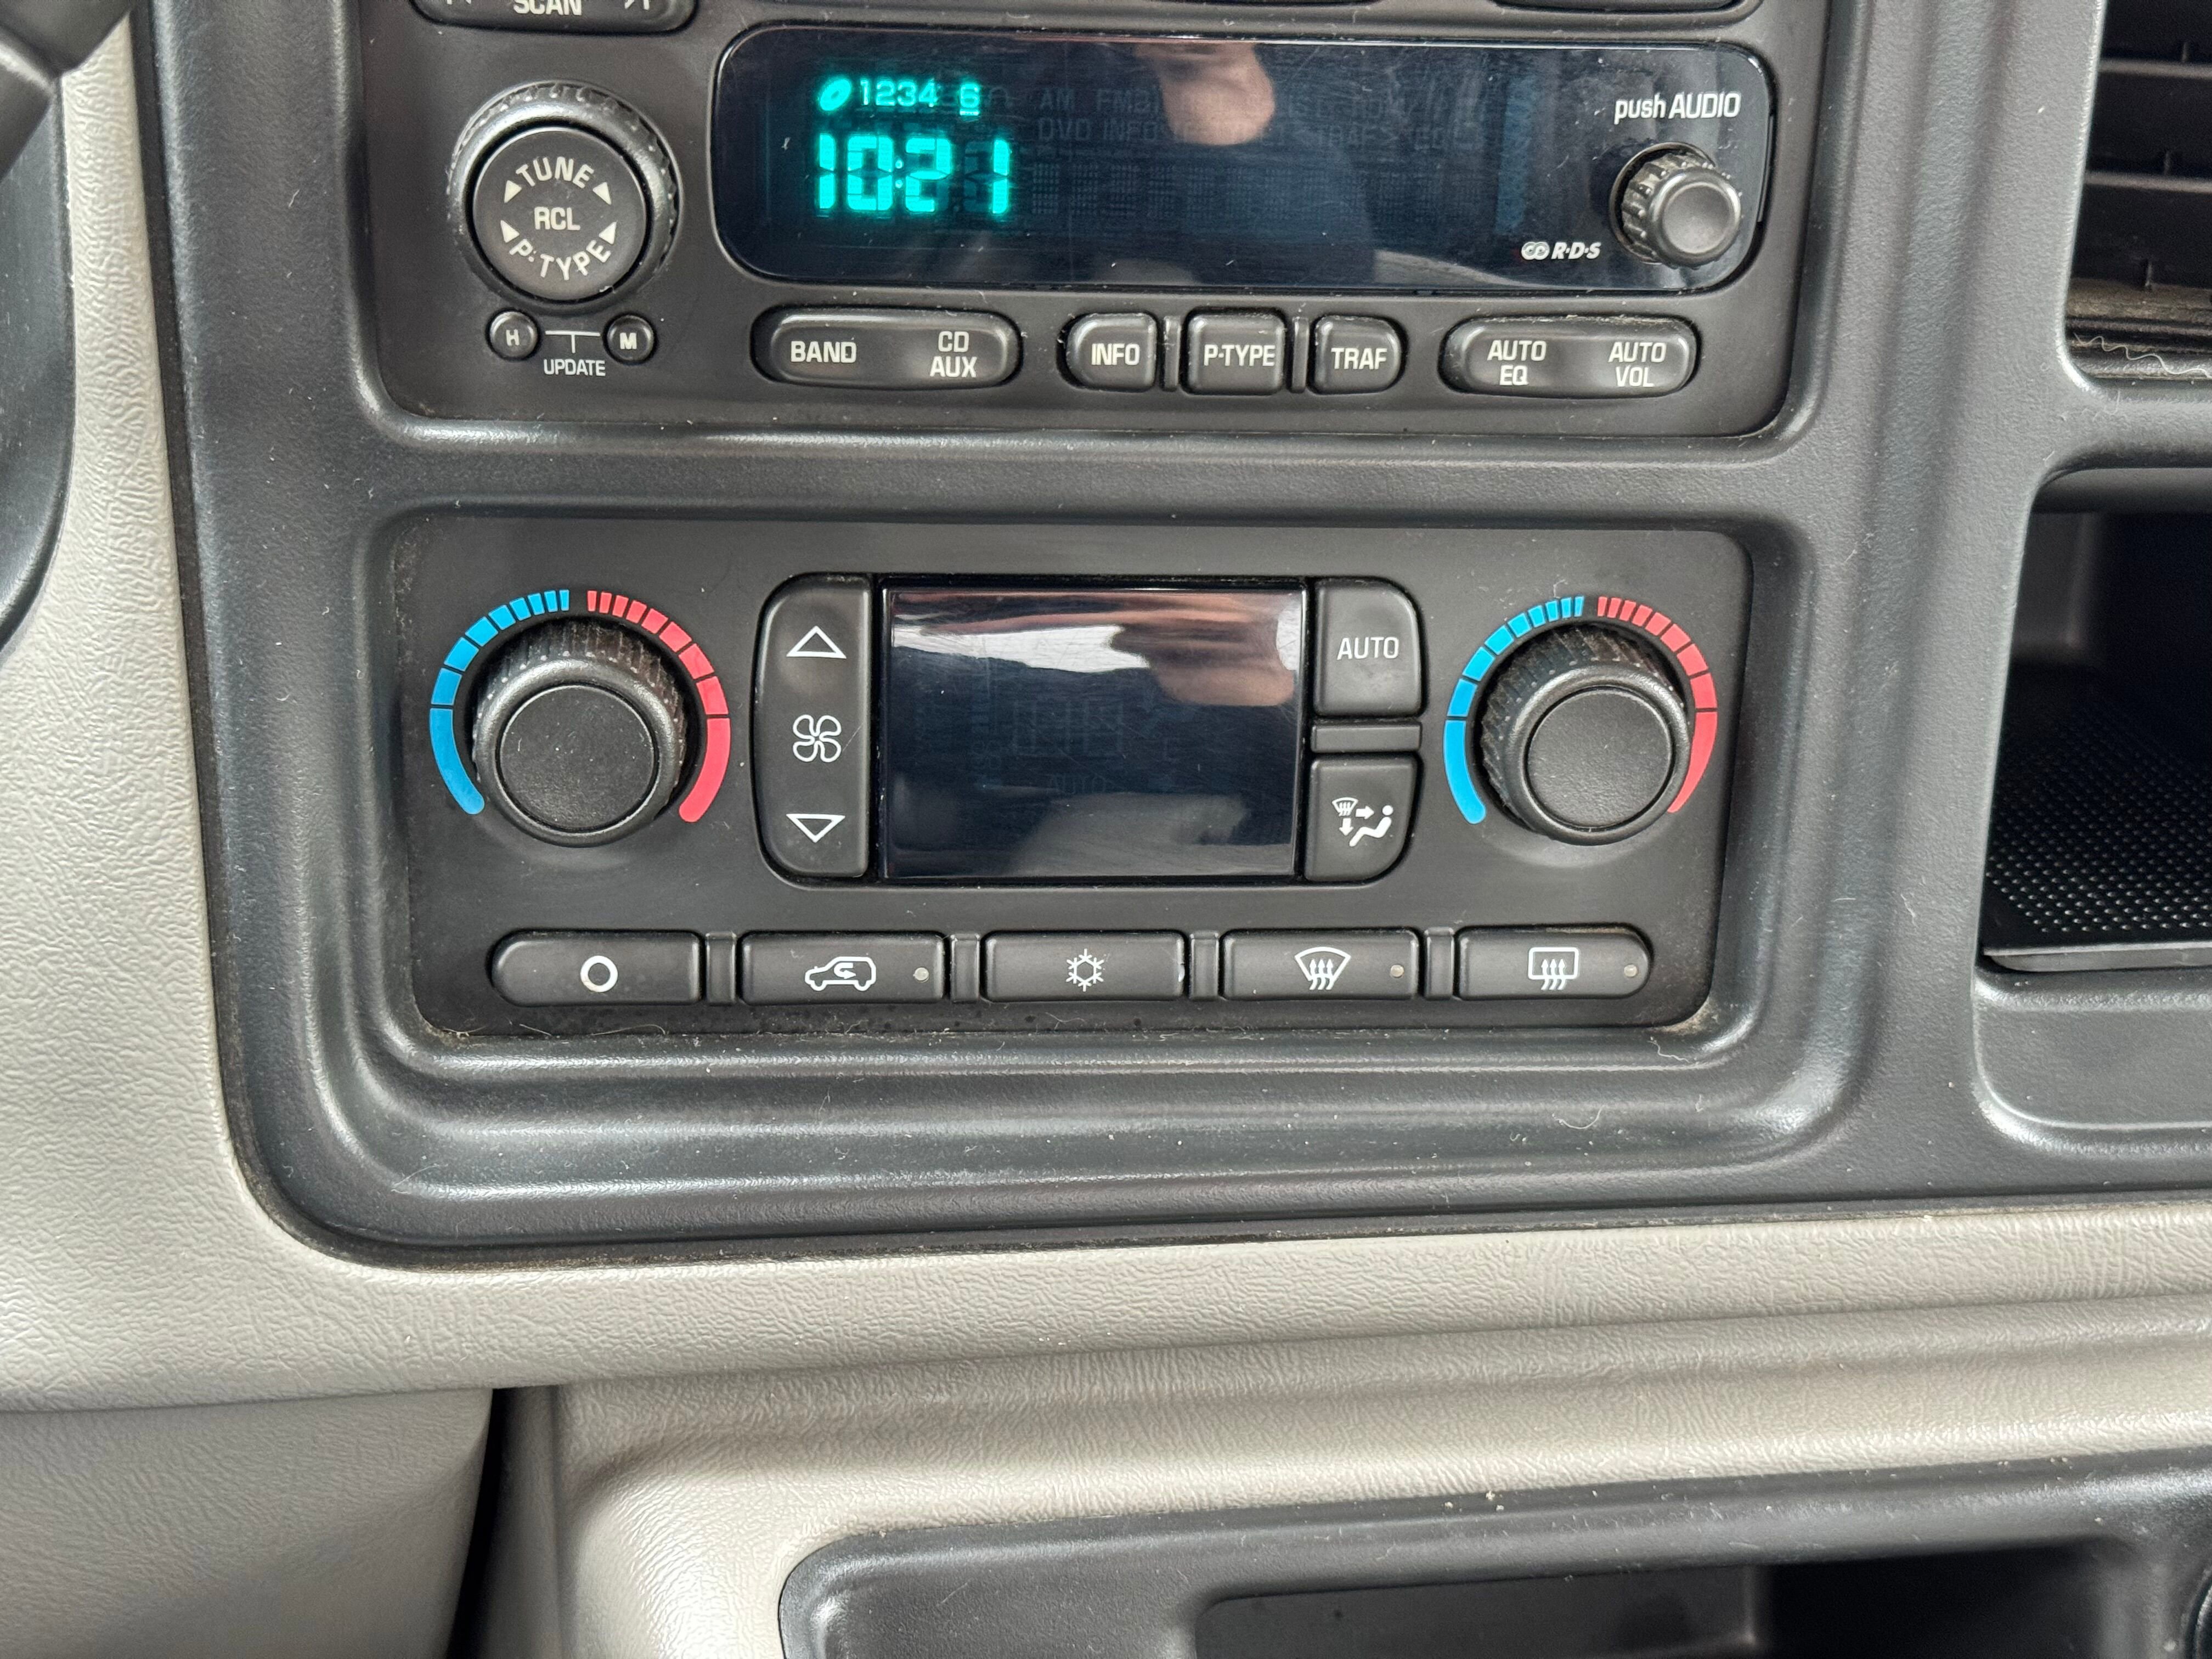 SCAN
1234 6
10:21
push AUDIO
R·D·S
TUNE
RCL
P·TYPE
H M
UPDATE
BAND
CD
AUX
INFO
P-TYPE
TRAF
AUTO
EQ
AUTO
VOL
AUTO
AUTO